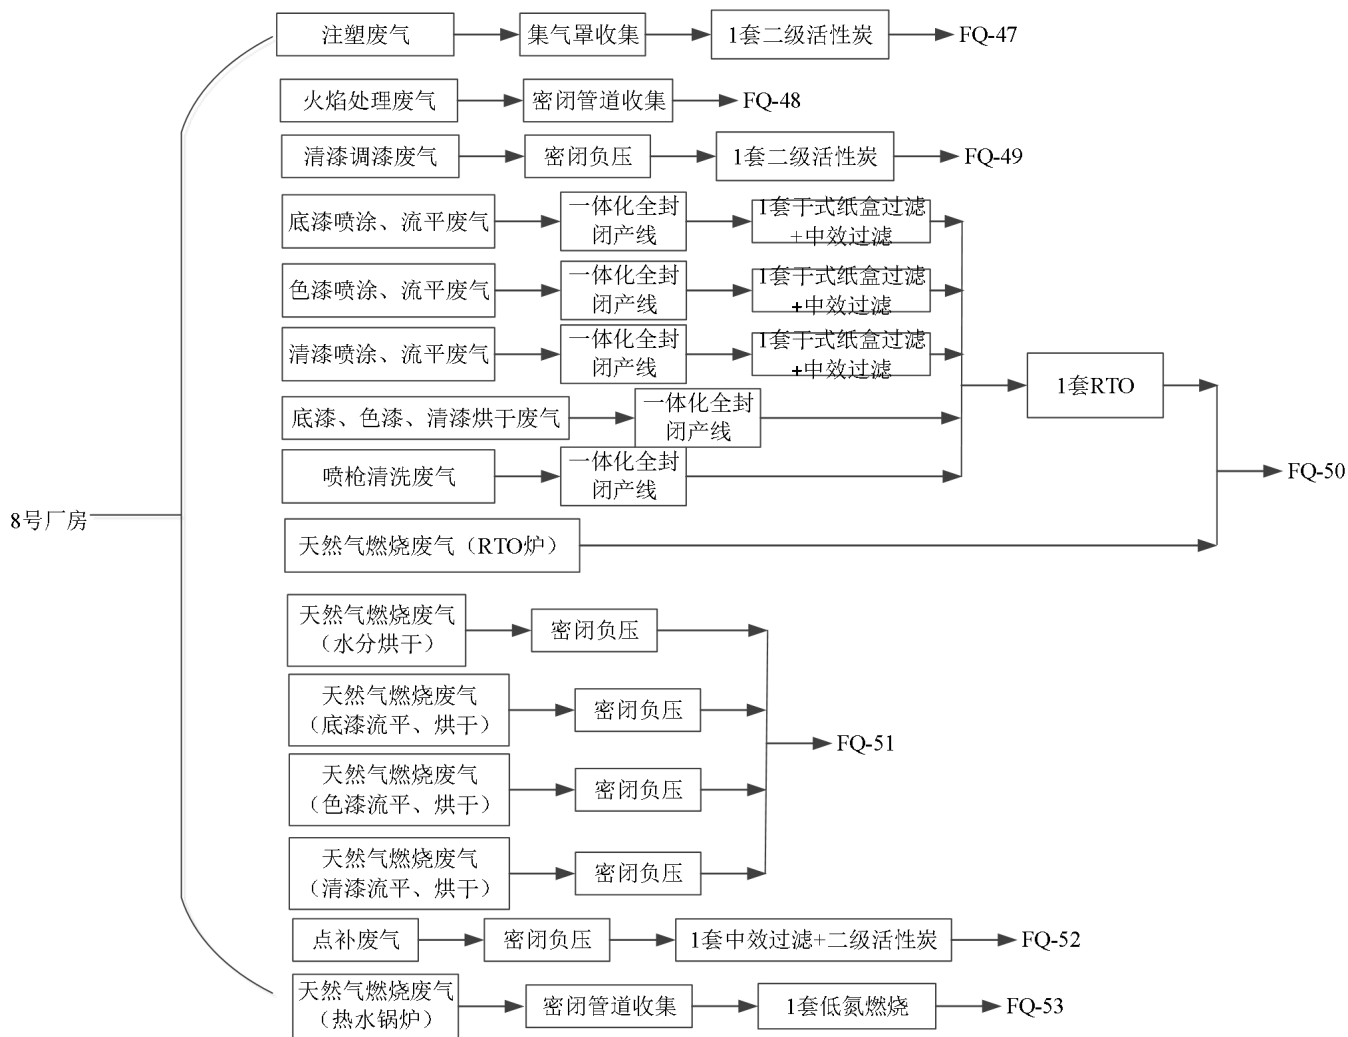 注塑废气
集气罩收集
1套二级活性炭
FQ-47
火焰处理废气
密闭管道收集
FQ-48
清漆调漆废气
密闭负压
1套二级活性炭
FQ-49
底漆喷涂、流平废气
一体化全封
闭产线
1套干式纸盒过滤
+中效过滤
色漆喷涂、流平废气
一体化全封
闭产线
1套干式纸盒过滤
+中效过滤
清漆喷涂、流平废气
一体化全封
闭产线
1套干式纸盒过滤
+中效过滤
底漆、色漆、清漆烘干废气
一体化全封
闭产线
喷枪清洗废气
一体化全封
闭产线
1套RTO
FQ-50
8号厂房
天然气燃烧废气（RTO炉）
天然气燃烧废气
（水分烘干）
密闭负压
天然气燃烧废气
（底漆流平、烘干）
密闭负压
天然气燃烧废气
（色漆流平、烘干）
密闭负压
天然气燃烧废气
（清漆流平、烘干）
密闭负压
FQ-51
点补废气
密闭负压
1套中效过滤+二级活性炭
FQ-52
天然气燃烧废气
（热水锅炉）
密闭管道收集
1套低氮燃烧
FQ-53